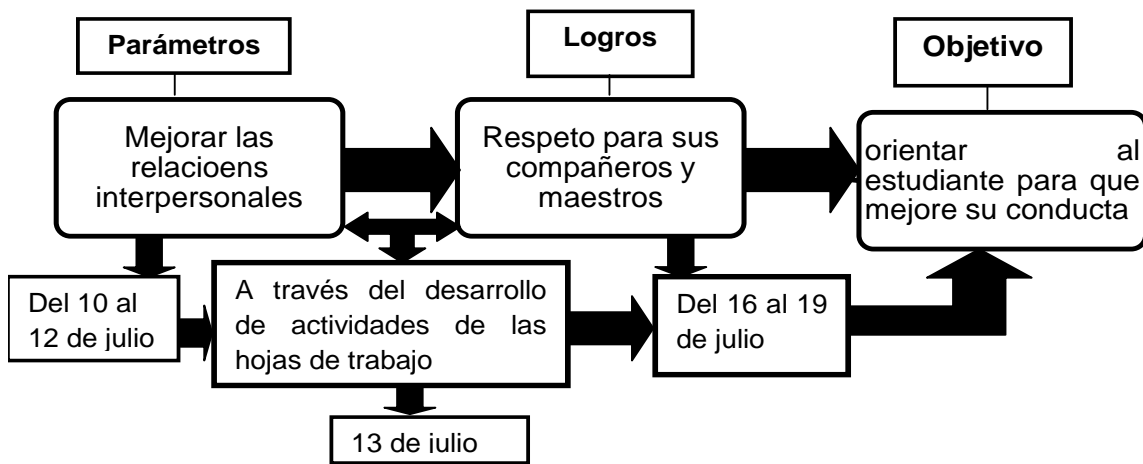 Parámetros
Logros
Objetivo
Mejorar las
relacioens
interpersonales
Respeto para sus
compañeros y
maestros
orientar al
estudiante para que
mejore su conducta
Del 10 al
12 de julio
A través del desarrollo
de actividades de las
hojas de trabajo
Del 16 al 19
de julio
13 de julio